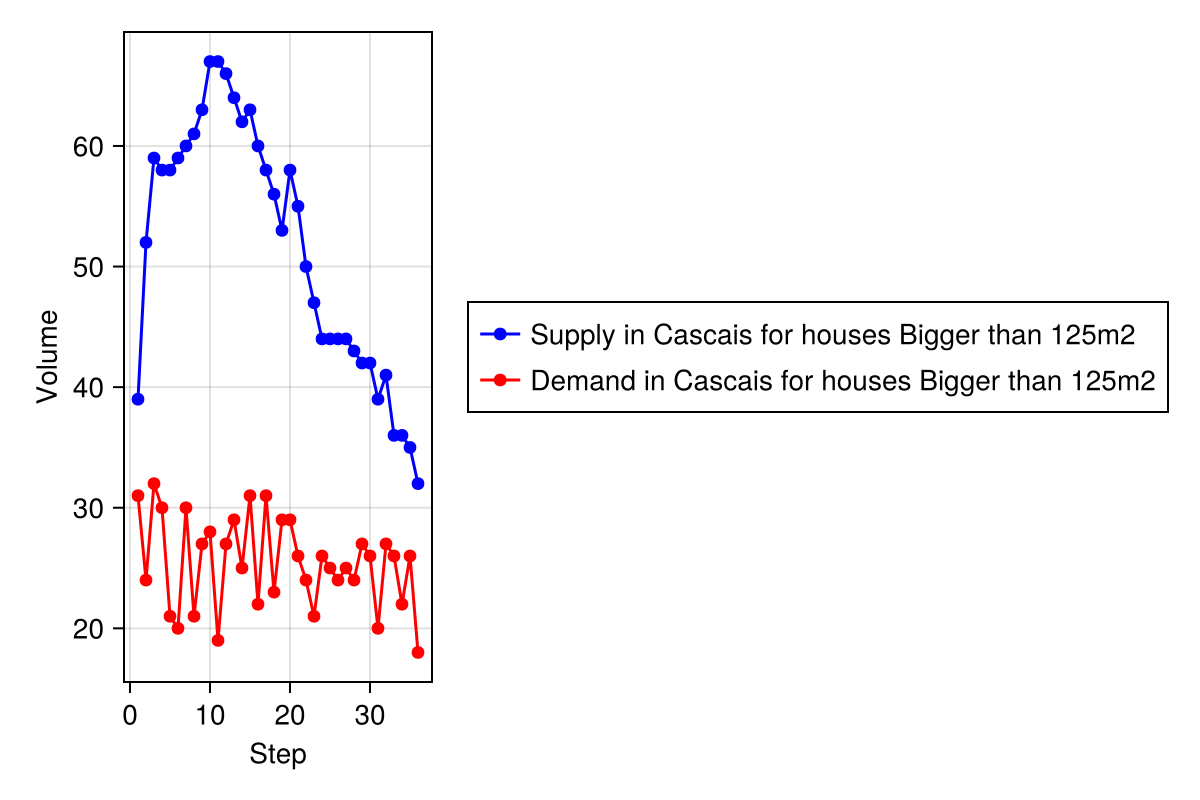 Volume
60
50
40
30
20
0 10 20 30
Step
Supply in Cascais for houses Bigger than 125m2
Demand in Cascais for houses Bigger than 125m2